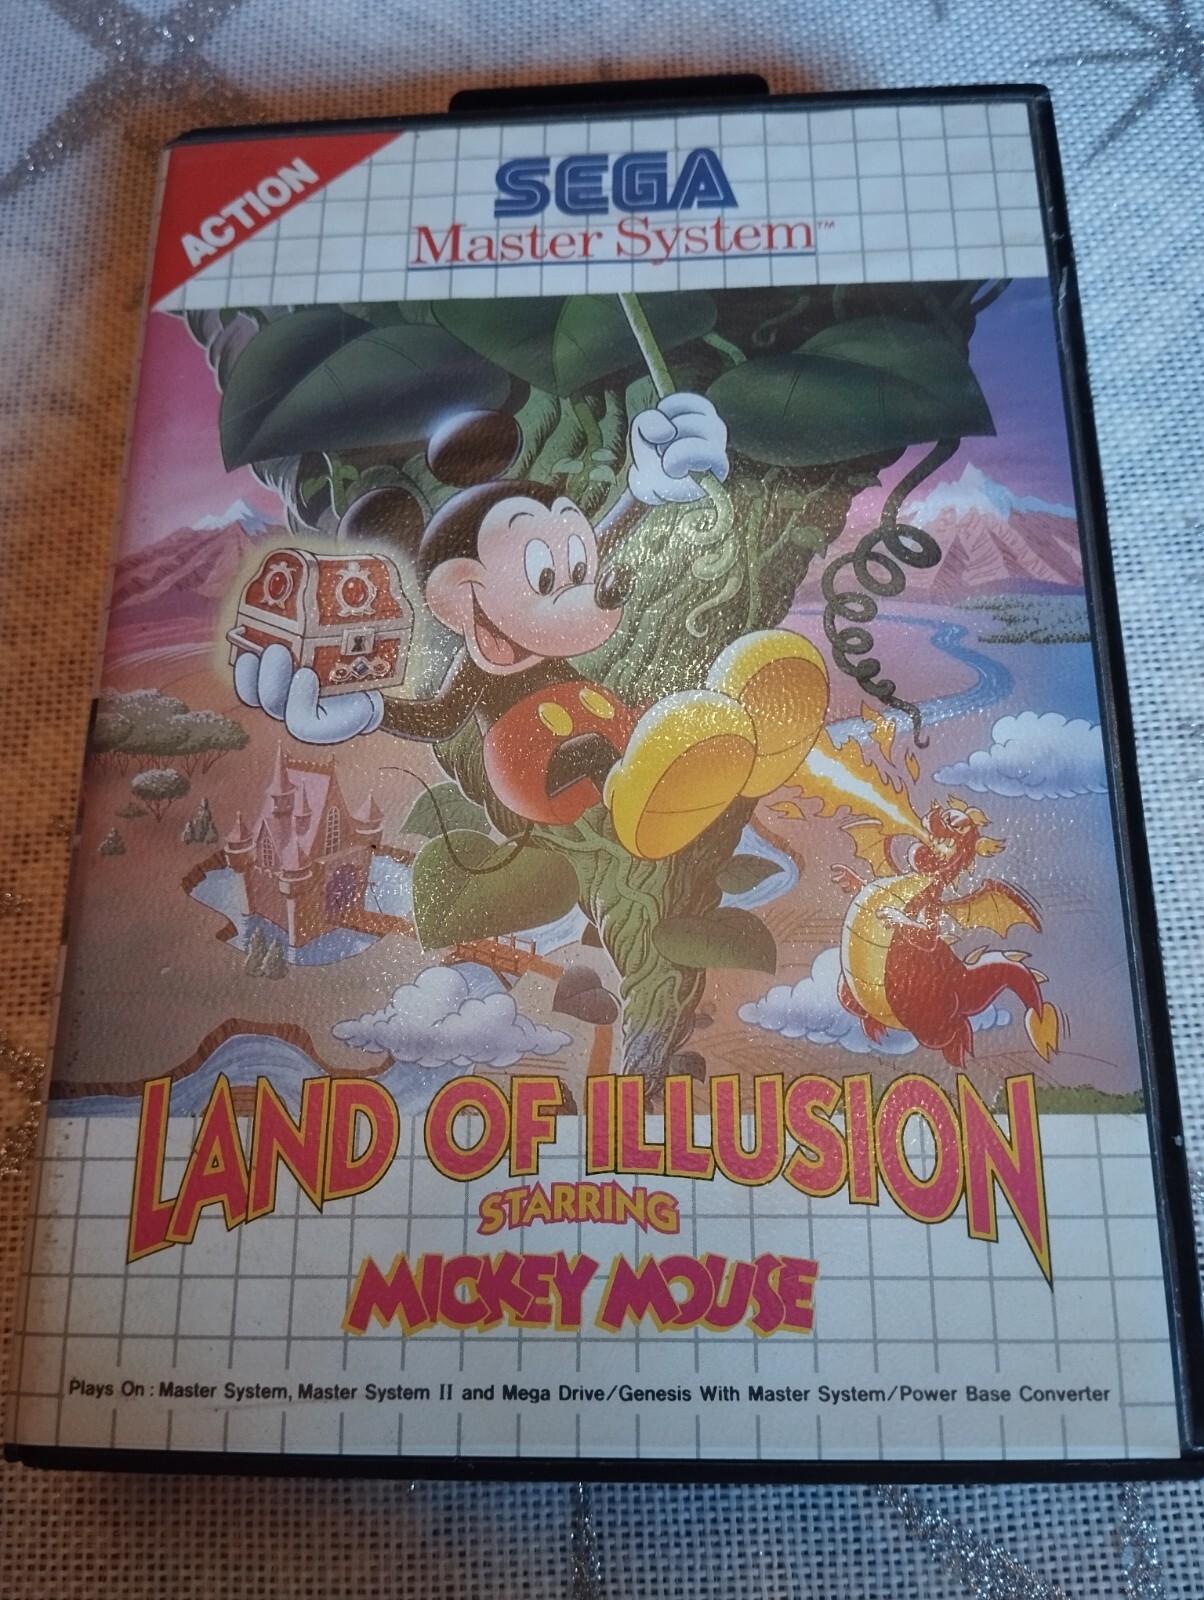 ACTION
SEGA
Master System™
LAND OF ILLUSION
STARRING
MICKEY MOUSE
Plays On : Master System, Master System II and Mega Drive/Genesis With Master System/Power Base Converter